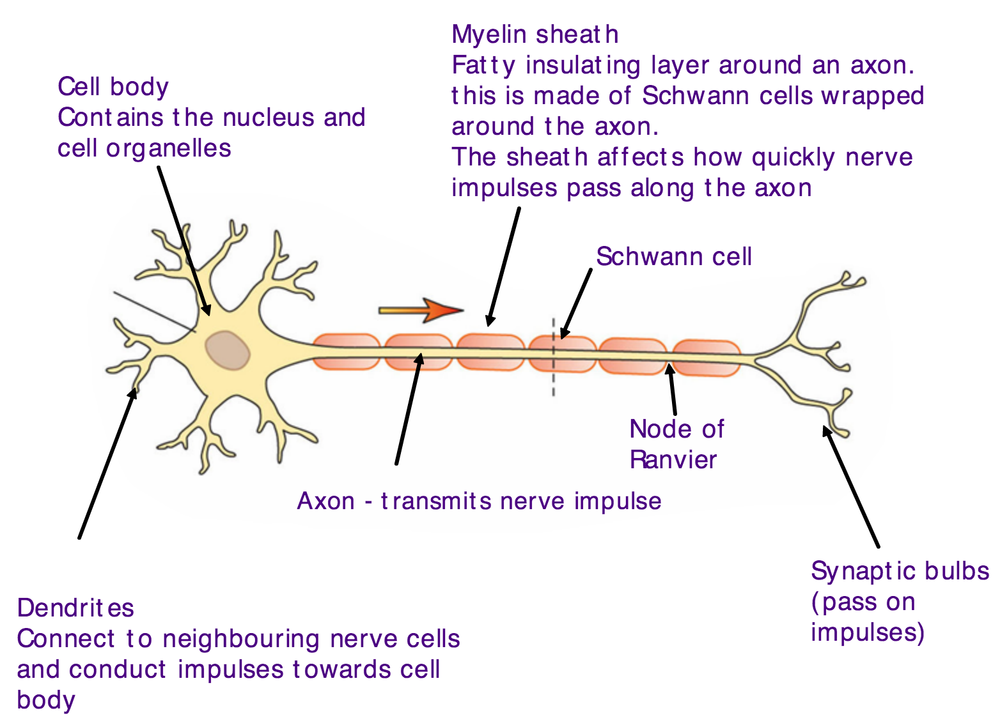 Myelin sheath
Fatty insulating layer around an axon.
this is made of Schwann cells wrapped
around the axon.
The sheath affects how quickly nerve
impulses pass along the axon
Cell body
Contains the nucleus and
cell organelles
Schwann cell
Node of
Ranvier
Axon - transmits nerve impulse
Synaptic bulbs
(pass on
impulses)
Dendrites
Connect to neighbouring nerve cells
and conduct impulses towards cell
body